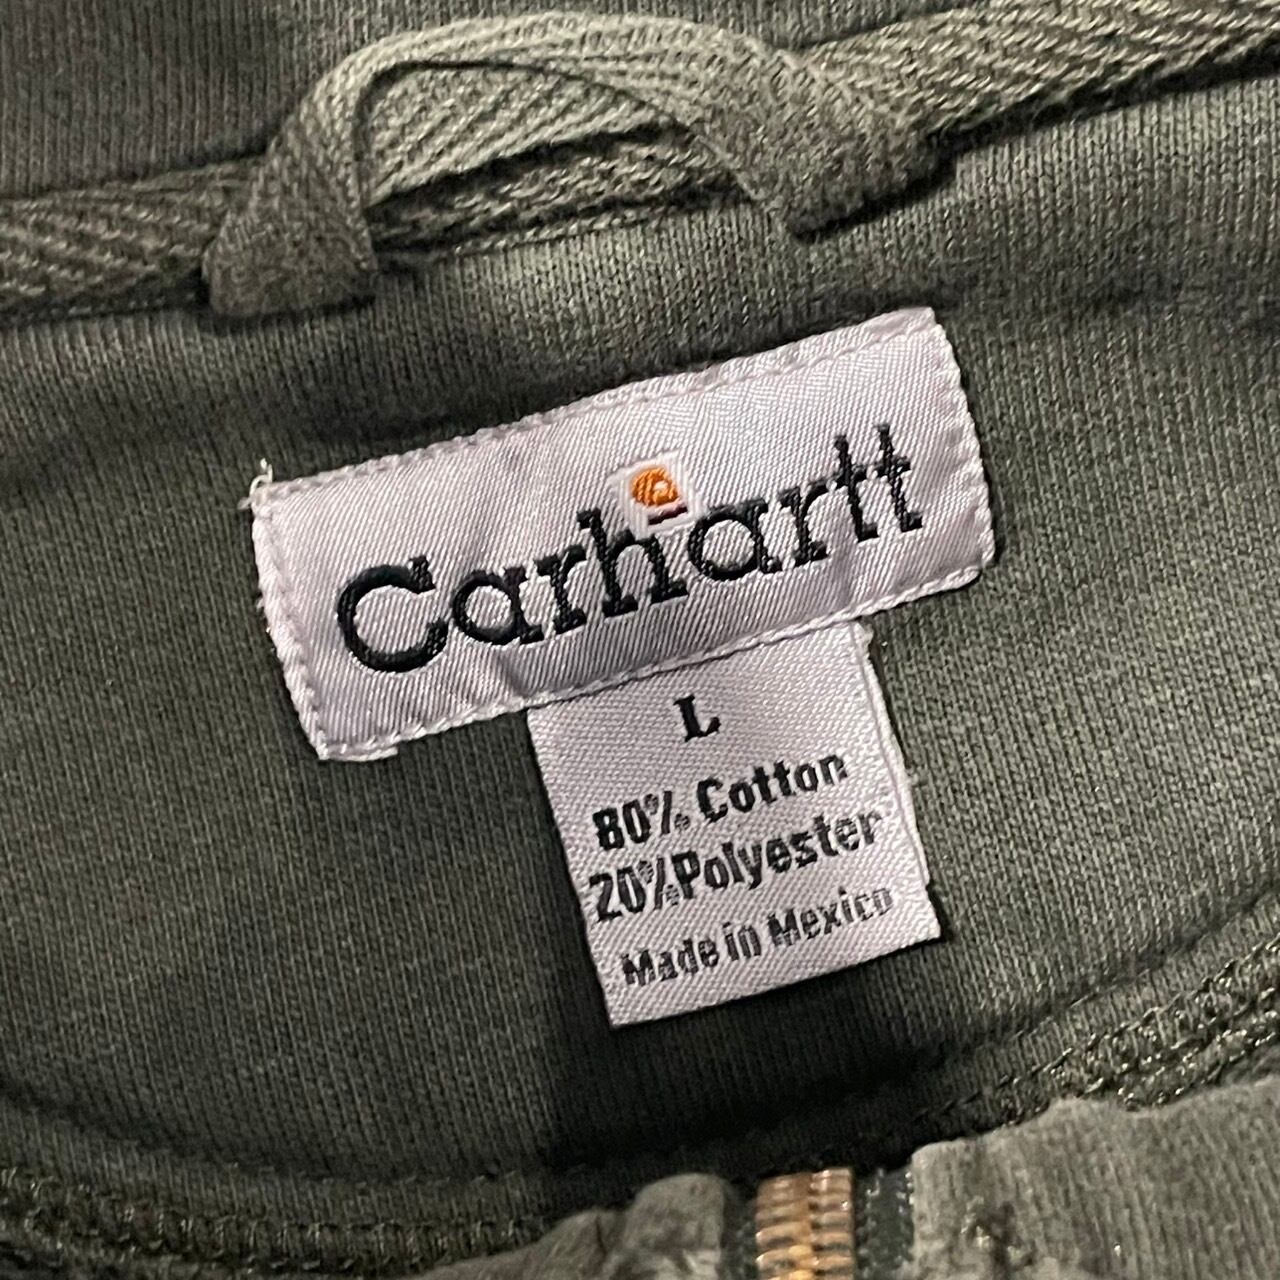 Carhartt
L
80% Cotton
20% Polyester
Made in Mexico